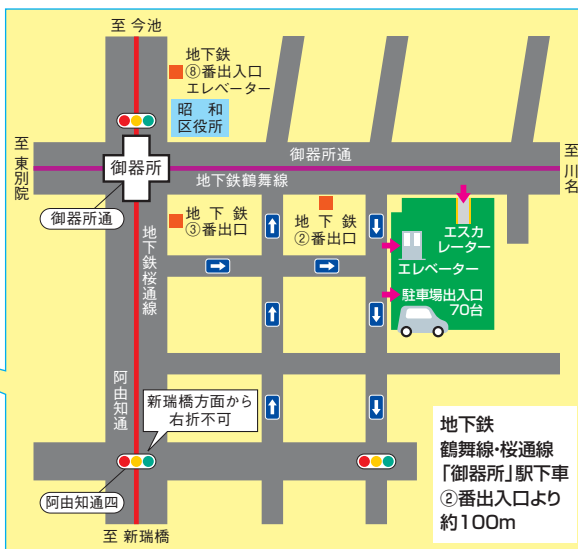 至 今池
地下鉄
⑧番出入口
エレベーター
昭 和
区役所
至 東別院
御器所
御器所通
地下鉄鶴舞線
至 川名
御器所通
地下鉄
③番出口
地下鉄
②番出口
エスカ
レーター
エレベーター
駐車場出入口
70台
地下鉄桜通線
阿由知通
新瑞橋方面から
右折不可
阿由知通四
至 新瑞橋
地下鉄
鶴舞線・桜通線
「御器所」駅下車
②番出入口より
約100m